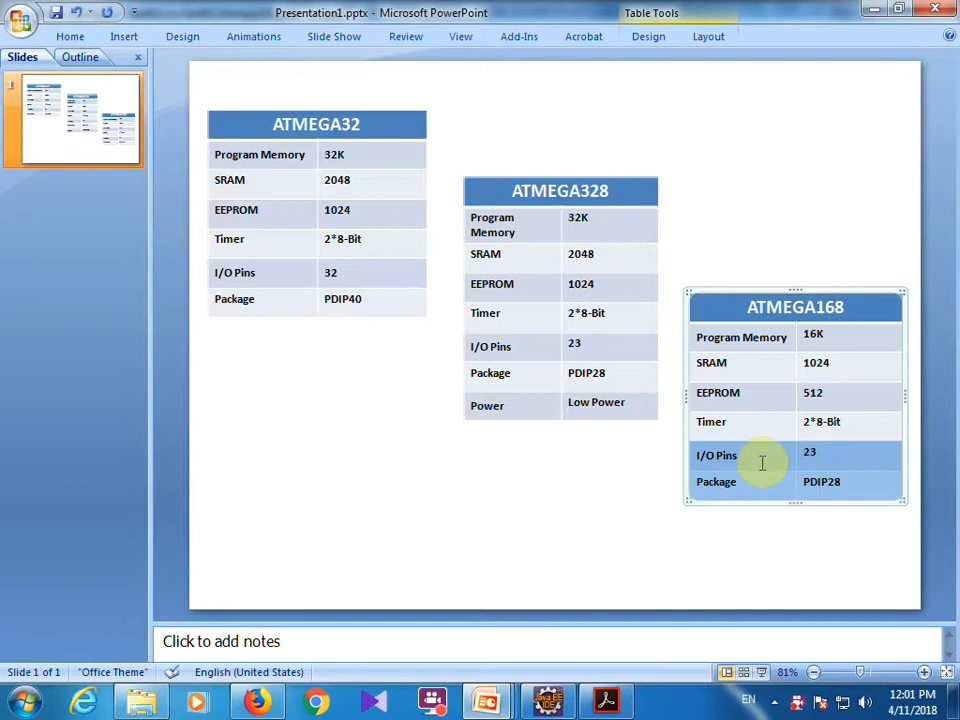 Presentation1.pptx - Microsoft PowerPoint
Table Tools
Home Insert Design Animations Slide Show Review View Add-Ins Acrobat Design Layout
Slides Outline
1
ATMEGA32
Program Memory 32K
SRAM 2048
EEPROM 1024
Timer 2*8-Bit
I/O Pins 32
Package PDIP40
ATMEGA328
Program
Memory 32K
SRAM 2048
EEPROM 1024
Timer 2*8-Bit
I/O Pins 23
Package PDIP28
Power Low Power
ATMEGA168
Program Memory 16K
SRAM 1024
EEPROM 512
Timer 2*8-Bit
I/O Pins 23
Package PDIP28
Click to add notes
Slide 1 of 1 "Office Theme" English (United States) 81%
Java EE
IDE
EN
12:01 PM
4/11/2018